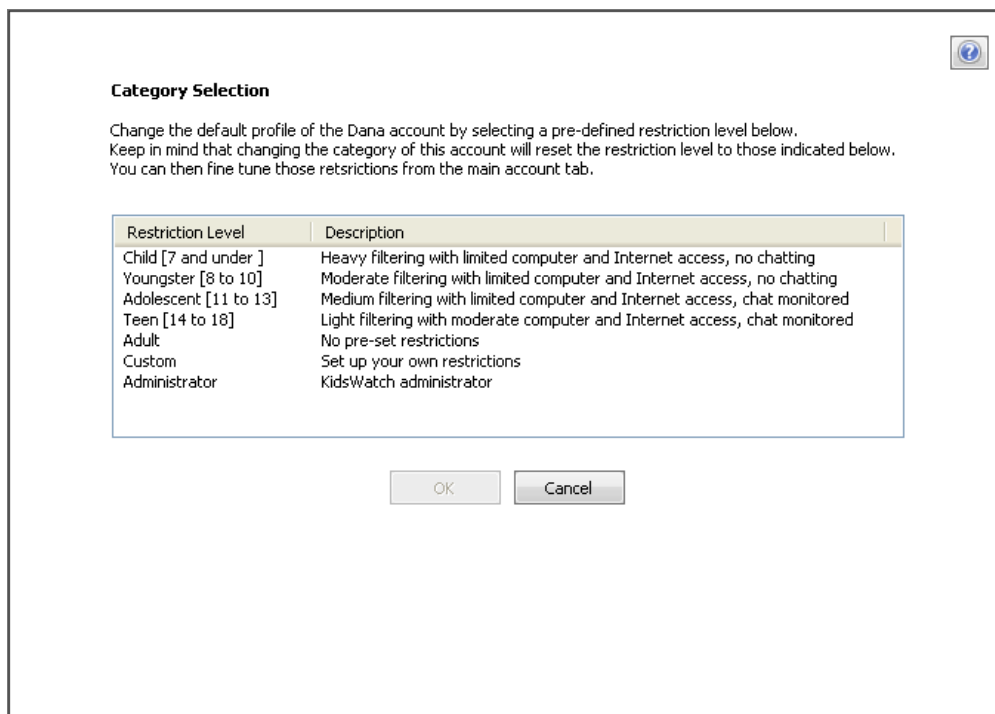 Category Selection
Change the default profile of the Dana account by selecting a pre-defined restriction level below.
Keep in mind that changing the category of this account will reset the restriction level to those indicated below.
You can then fine tune those retsrictions from the main account tab.
Restriction Level Description
Child [7 and under ] Heavy filtering with limited computer and Internet access, no chatting
Youngster [8 to 10] Moderate filtering with limited computer and Internet access, no chatting
Adolescent [11 to 13] Medium filtering with limited computer and Internet access, chat monitored
Teen [14 to 18] Light filtering with moderate computer and Internet access, chat monitored
Adult No pre-set restrictions
Custom Set up your own restrictions
Administrator KidsWatch administrator
OK Cancel